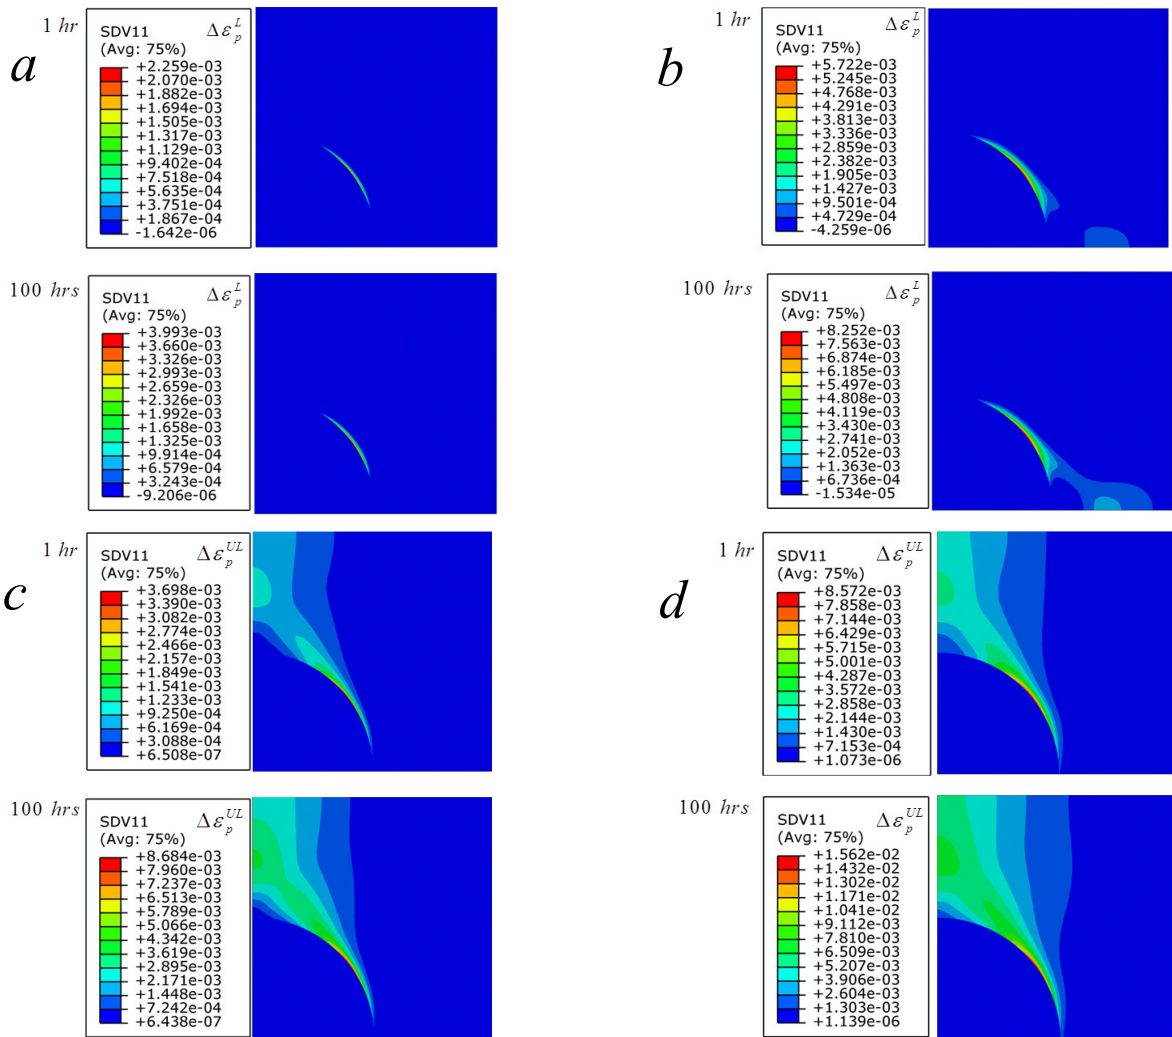 a
1 hr
SDV11 Δε_p^L
(Avg: 75%)
+2.259e-03
+2.070e-03
+1.882e-03
+1.694e-03
+1.505e-03
+1.317e-03
+1.129e-03
+9.402e-04
+7.518e-04
+5.635e-04
+3.751e-04
+1.867e-04
-1.642e-06
100 hrs
SDV11 Δε_p^L
(Avg: 75%)
+3.993e-03
+3.660e-03
+3.326e-03
+2.993e-03
+2.659e-03
+2.326e-03
+1.992e-03
+1.658e-03
+1.325e-03
+9.914e-04
+6.579e-04
+3.243e-04
-9.206e-06
b
1 hr
SDV11 Δε_p^L
(Avg: 75%)
+5.722e-03
+5.245e-03
+4.768e-03
+4.291e-03
+3.813e-03
+3.336e-03
+2.859e-03
+2.382e-03
+1.905e-03
+1.427e-03
+9.501e-04
+4.729e-04
-4.259e-06
100 hrs
SDV11 Δε_p^L
(Avg: 75%)
+8.252e-03
+7.563e-03
+6.874e-03
+6.185e-03
+5.497e-03
+4.808e-03
+4.119e-03
+3.430e-03
+2.741e-03
+2.052e-03
+1.363e-03
+6.736e-04
-1.534e-05
c
1 hr
SDV11 Δε_p^UL
(Avg: 75%)
+3.698e-03
+3.390e-03
+3.082e-03
+2.774e-03
+2.466e-03
+2.157e-03
+1.849e-03
+1.541e-03
+1.233e-03
+9.250e-04
+6.169e-04
+3.088e-04
+6.508e-07
100 hrs
SDV11 Δε_p^UL
(Avg: 75%)
+8.684e-03
+7.960e-03
+7.237e-03
+6.513e-03
+5.789e-03
+5.066e-03
+4.342e-03
+3.619e-03
+2.895e-03
+2.171e-03
+1.448e-03
+7.242e-04
+6.438e-07
d
1 hr
SDV11 Δε_p^UL
(Avg: 75%)
+8.572e-03
+7.858e-03
+7.144e-03
+6.429e-03
+5.715e-03
+5.001e-03
+4.287e-03
+3.572e-03
+2.858e-03
+2.144e-03
+1.430e-03
+7.153e-04
+1.073e-06
100 hrs
SDV11 Δε_p^UL
(Avg: 75%)
+1.562e-02
+1.432e-02
+1.302e-02
+1.171e-02
+1.041e-02
+9.112e-03
+7.810e-03
+6.509e-03
+5.207e-03
+3.906e-03
+2.604e-03
+1.303e-03
+1.139e-06